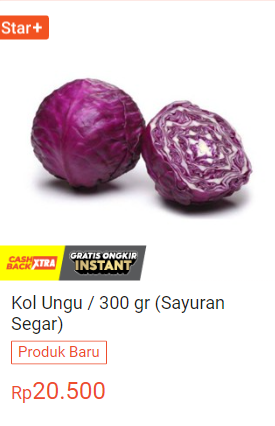 Star+
CASH BACK XTRA
GRATIS ONGKIR
INSTANT
Kol Ungu / 300 gr (Sayuran
Segar)
Produk Baru
Rp20.500